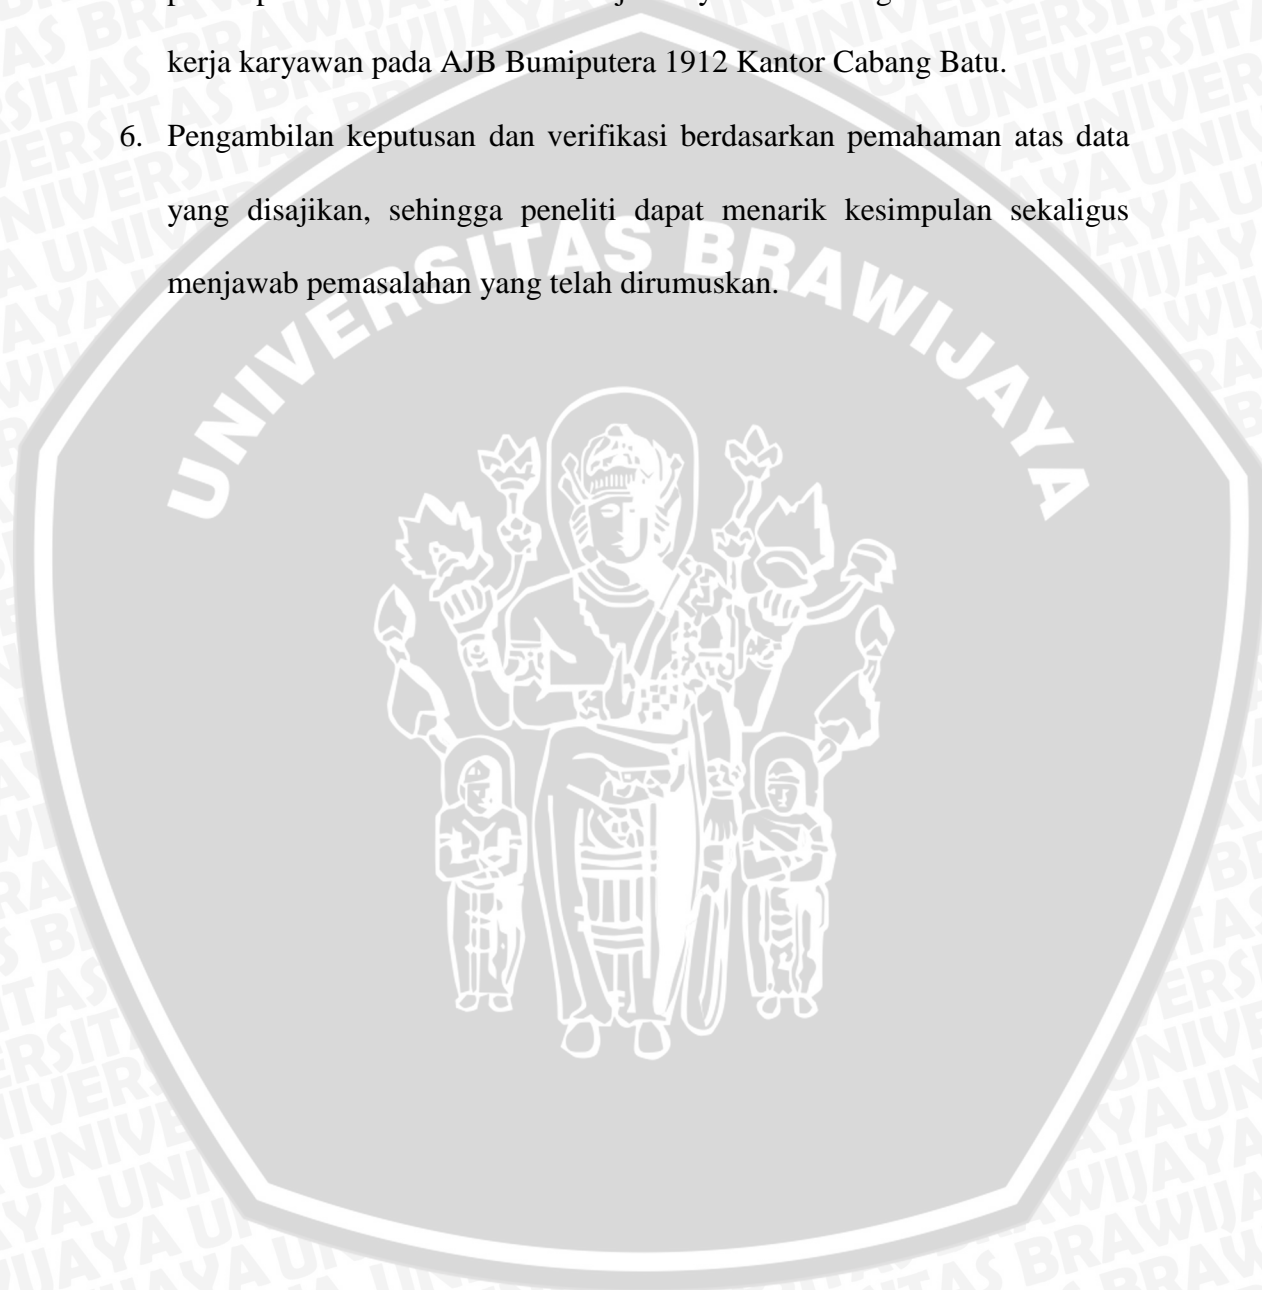 kerja karyawan pada AJB Bumiputera 1912 Kantor Cabang Batu.
6. Pengambilan keputusan dan verifikasi berdasarkan pemahaman atas data
yang disajikan, sehingga peneliti dapat menarik kesimpulan sekaligus
menjawab pemasalahan yang telah dirumuskan.
UNIVERSITAS BRAWIJAYA